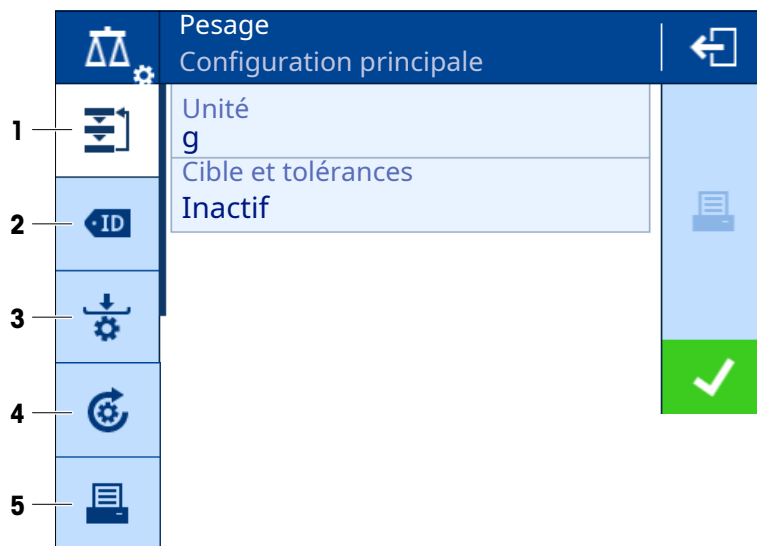 Pesage
Configuration principale
1
Unité
g
Cible et tolérances
Inactif
2
ID
3
4
5